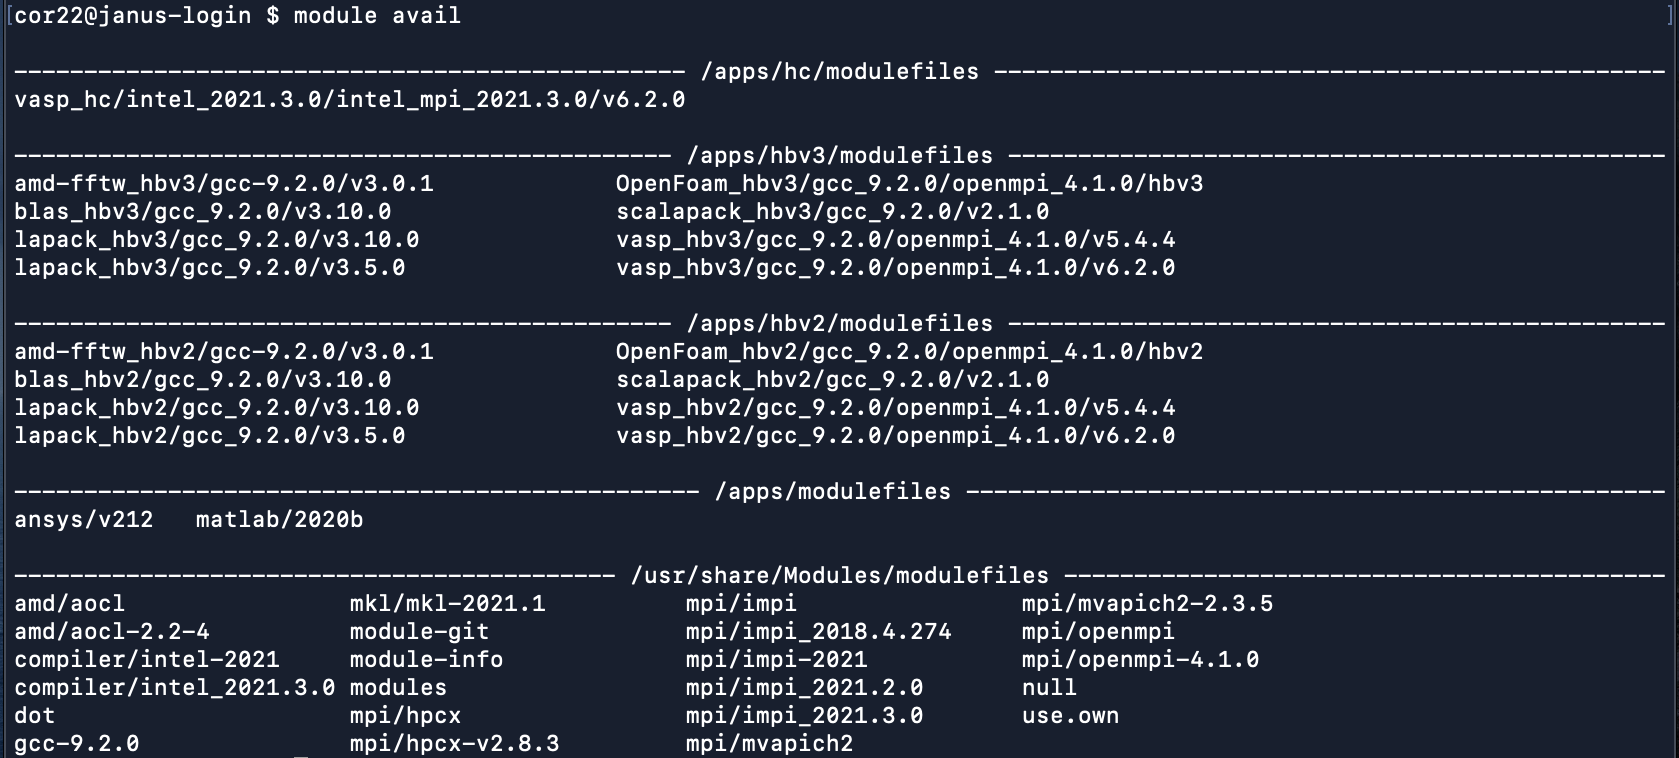 [cor22@janus-login $ module avail ]
------------------------------------------------ /apps/hc/modulefiles ------------------------------------------------
vasp_hc/intel_2021.3.0/intel_mpi_2021.3.0/v6.2.0
----------------------------------------------- /apps/hbv3/modulefiles -----------------------------------------------
amd-fftw_hbv3/gcc-9.2.0/v3.0.1 OpenFoam_hbv3/gcc_9.2.0/openmpi_4.1.0/hbv3
blas_hbv3/gcc_9.2.0/v3.10.0 scalapack_hbv3/gcc_9.2.0/v2.1.0
lapack_hbv3/gcc_9.2.0/v3.10.0 vasp_hbv3/gcc_9.2.0/openmpi_4.1.0/v5.4.4
lapack_hbv3/gcc_9.2.0/v3.5.0 vasp_hbv3/gcc_9.2.0/openmpi_4.1.0/v6.2.0
----------------------------------------------- /apps/hbv2/modulefiles -----------------------------------------------
amd-fftw_hbv2/gcc-9.2.0/v3.0.1 OpenFoam_hbv2/gcc_9.2.0/openmpi_4.1.0/hbv2
blas_hbv2/gcc_9.2.0/v3.10.0 scalapack_hbv2/gcc_9.2.0/v2.1.0
lapack_hbv2/gcc_9.2.0/v3.10.0 vasp_hbv2/gcc_9.2.0/openmpi_4.1.0/v5.4.4
lapack_hbv2/gcc_9.2.0/v3.5.0 vasp_hbv2/gcc_9.2.0/openmpi_4.1.0/v6.2.0
------------------------------------------------- /apps/modulefiles --------------------------------------------------
ansys/v212 matlab/2020b
------------------------------------------- /usr/share/Modules/modulefiles -------------------------------------------
amd/aocl mkl/mkl-2021.1 mpi/impi mpi/mvapich2-2.3.5
amd/aocl-2.2-4 module-git mpi/impi_2018.4.274 mpi/openmpi
compiler/intel-2021 module-info mpi/impi-2021 mpi/openmpi-4.1.0
compiler/intel_2021.3.0 modules mpi/impi_2021.2.0 null
dot mpi/hpcx mpi/impi_2021.3.0 use.own
gcc-9.2.0 mpi/hpcx-v2.8.3 mpi/mvapich2